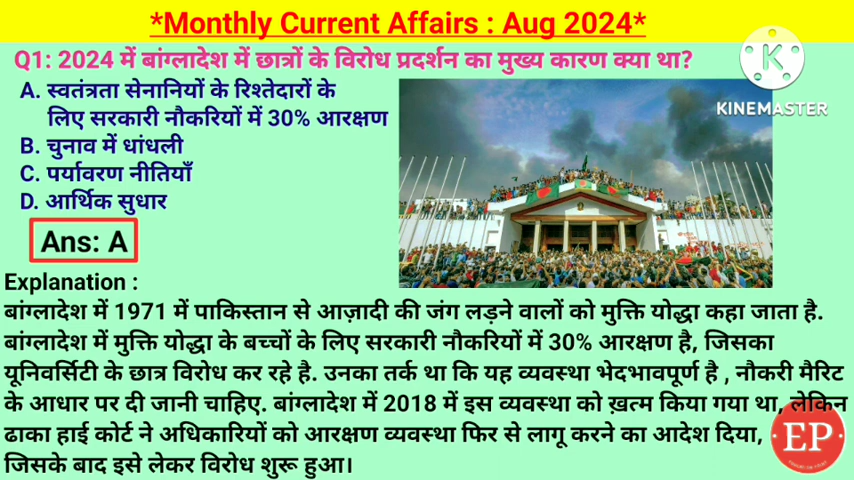 *Monthly Current Affairs : Aug 2024*
Q1: 2024 में बांग्लादेश में छात्रों के विरोध प्रदर्शन का मुख्य कारण क्या था?
A. स्वतंत्रता सेनानियों के रिश्तेदारों के
लिए सरकारी नौकरियों में 30% आरक्षण
B. चुनाव में धांधली
C. पर्यावरण नीतियाँ
D. आर्थिक सुधार
K
KINEMASTER
Ans: A
Explanation :
बांग्लादेश में 1971 में पाकिस्तान से आज़ादी की जंग लड़ने वालों को मुक्ति योद्धा कहा जाता है.
बांग्लादेश में मुक्ति योद्धा के बच्चों के लिए सरकारी नौकरियों में 30% आरक्षण है, जिसका
यूनिवर्सिटी के छात्र विरोध कर रहे है. उनका तर्क था कि यह व्यवस्था भेदभावपूर्ण है , नौकरी मैरिट
के आधार पर दी जानी चाहिए. बांग्लादेश में 2018 में इस व्यवस्था को ख़त्म किया गया था, लेकिन
ढाका हाई कोर्ट ने अधिकारियों को आरक्षण व्यवस्था फिर से लागू करने का आदेश दिया,
जिसके बाद इसे लेकर विरोध शुरू हुआ।
EP